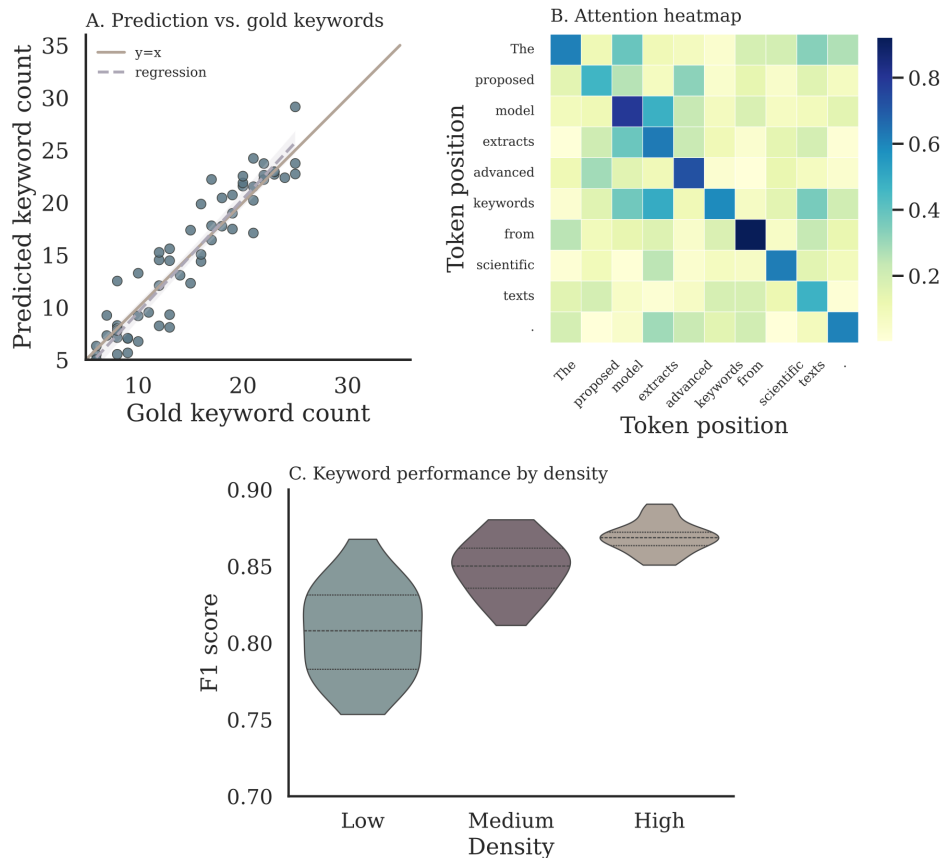 A. Prediction vs. gold keywords
Predicted keyword count
35
30
25
20
15
10
5
y=x
regression
10
20
30
Gold keyword count
B. Attention heatmap
Token position
The
proposed
model
extracts
advanced
keywords
from
scientific
texts
.
The
proposed
model
extracts
advanced
keywords
from
scientific
texts
.
Token position
0.8
0.6
0.4
0.2
C. Keyword performance by density
F1 score
0.90
0.85
0.80
0.75
0.70
Low
Medium
High
Density